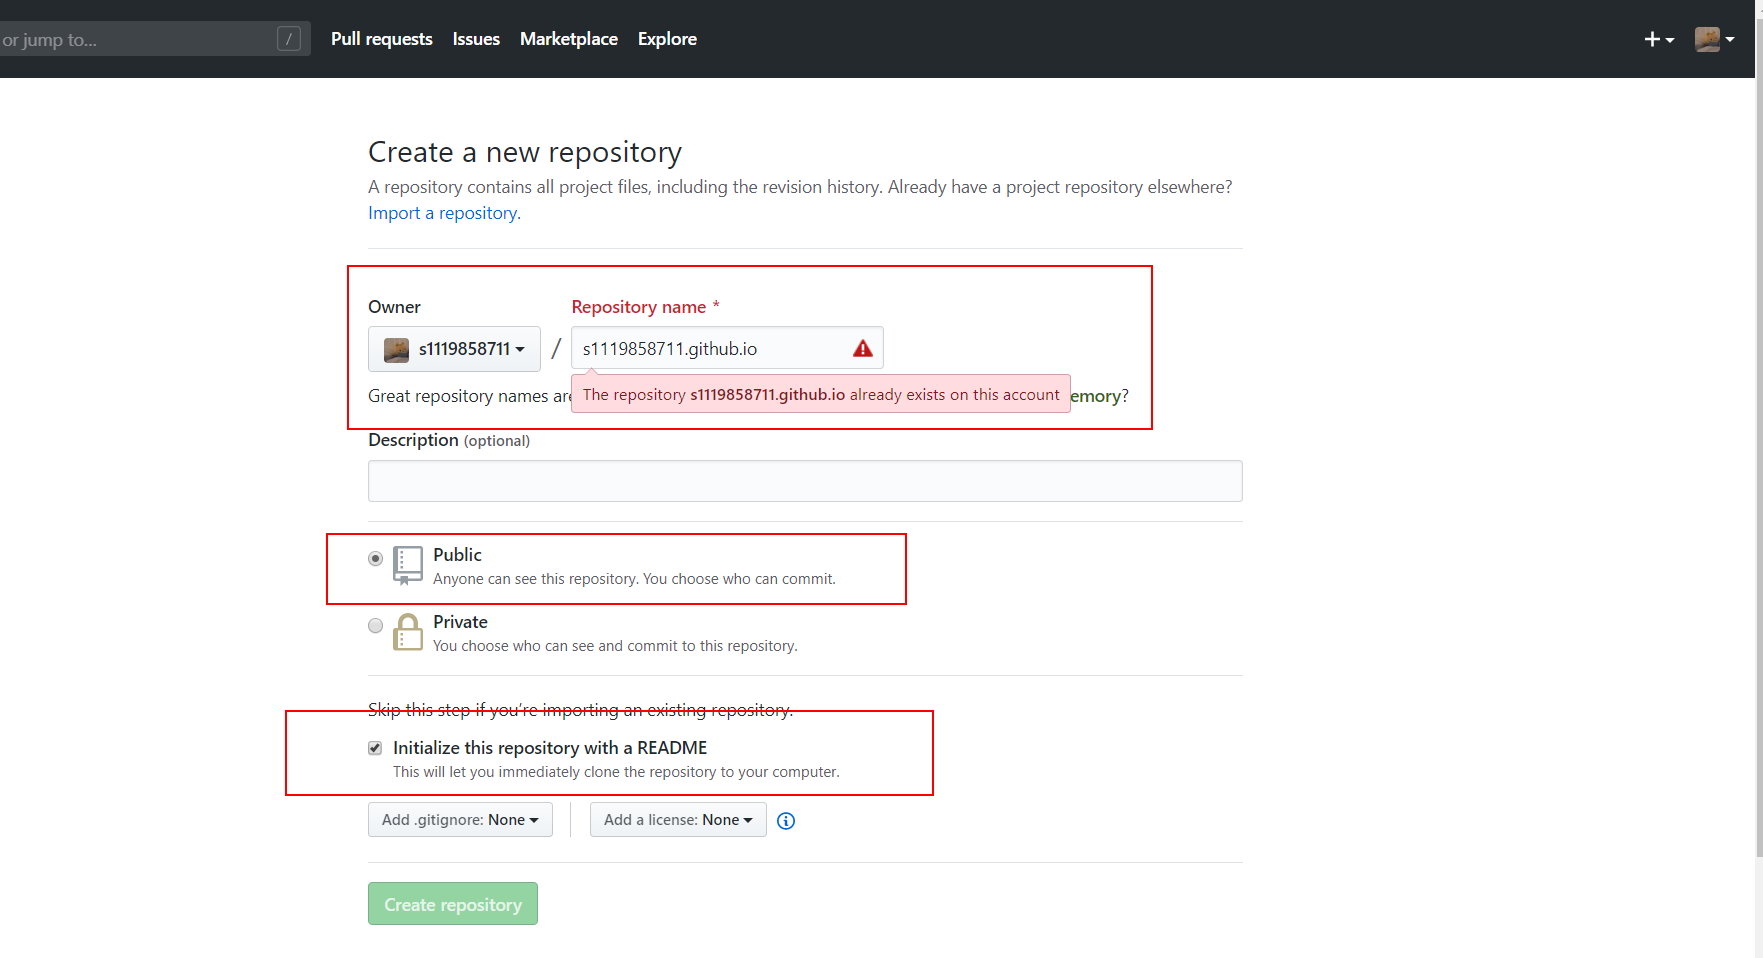 or jump to... / Pull requests Issues Marketplace Explore
Create a new repository
A repository contains all project files, including the revision history. Already have a project repository elsewhere?
Import a repository.
Owner Repository name *
s1119858711 / s1119858711.github.io
Great repository names are
The repository s1119858711.github.io already exists on this account
emory?
Description (optional)
Public
Anyone can see this repository. You choose who can commit.
Private
You choose who can see and commit to this repository.
Skip this step if you're importing an existing repository.
Initialize this repository with a README
This will let you immediately clone the repository to your computer.
Add .gitignore: None Add a license: None
Create repository